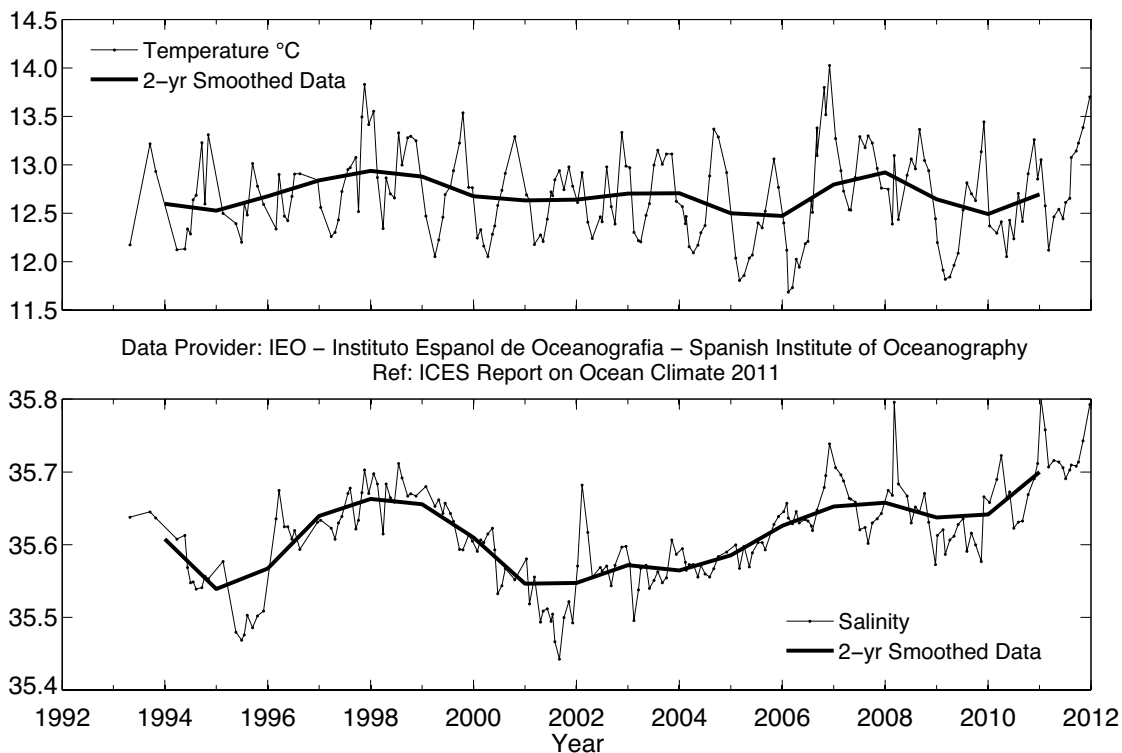 14.5
14.0
13.5
13.0
12.5
12.0
11.5
Temperature °C
2−yr Smoothed Data
Data Provider: IEO − Instituto Espanol de Oceanografia − Spanish Institute of Oceanography
Ref: ICES Report on Ocean Climate 2011
35.8
35.7
35.6
35.5
35.4
Salinity
2−yr Smoothed Data
1992 1994 1996 1998 2000 2002 2004 2006 2008 2010 2012
Year